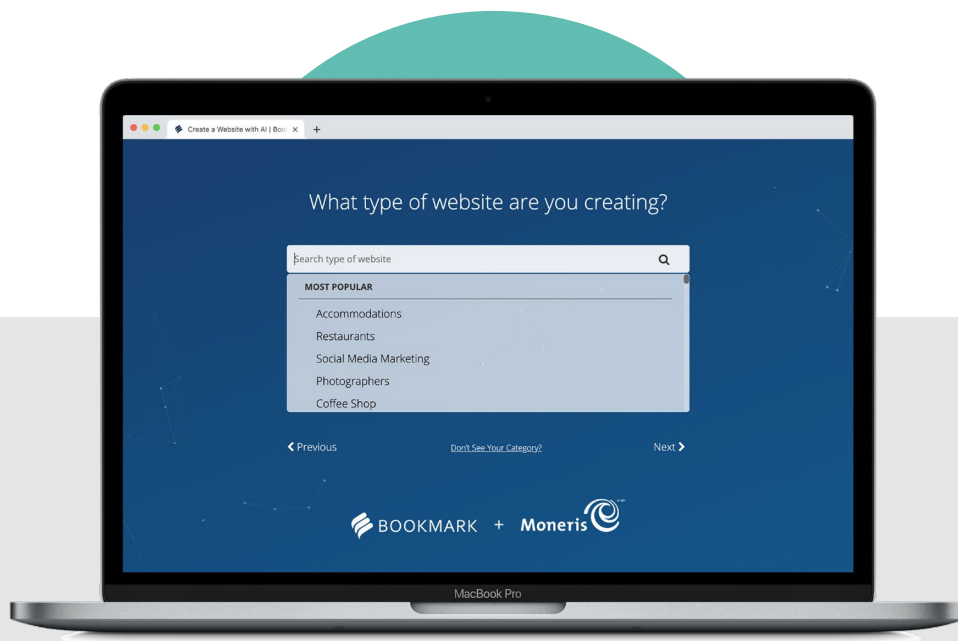 Create a Website with AI | Boo
What type of website are you creating?
Search type of website
MOST POPULAR
Accommodations
Restaurants
Social Media Marketing
Photographers
Coffee Shop
Previous Don't See Your Category? Next
BOOKMARK + Moneris
MacBook Pro